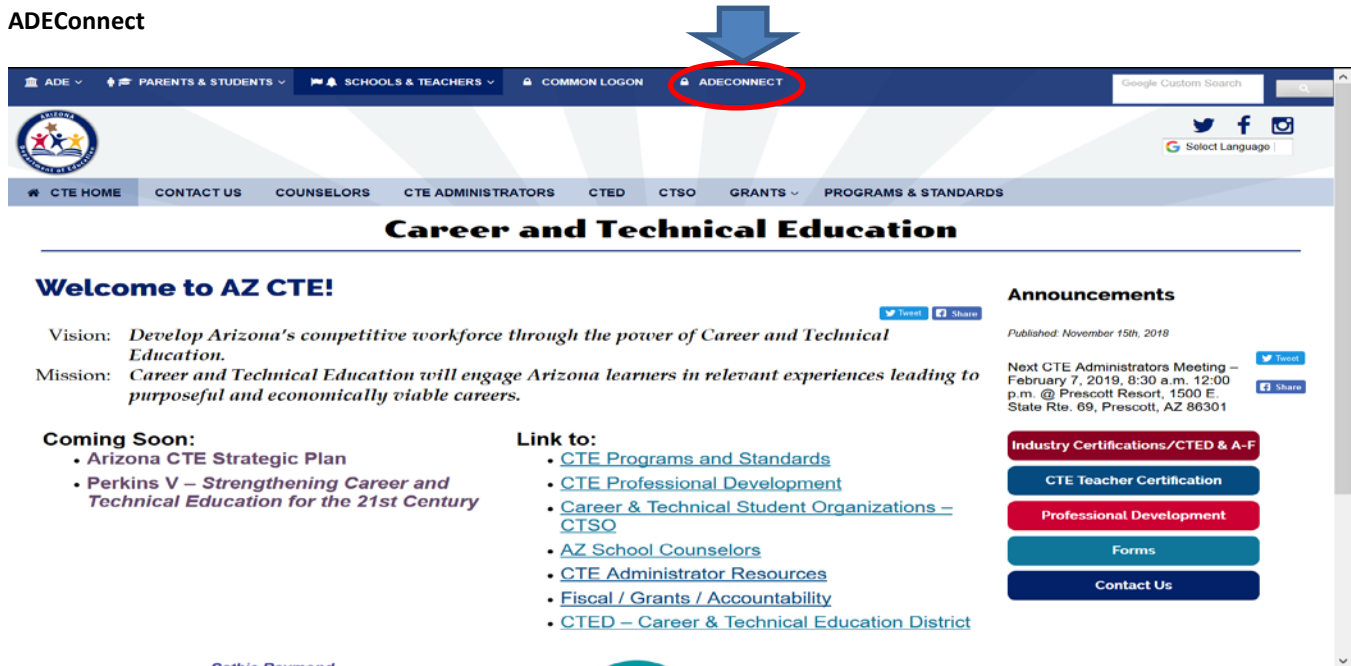 ADEConnect
ADE PARENTS & STUDENTS SCHOOLS & TEACHERS COMMON LOGON ADECONNECT Google Custom Search
ARIZONA
Department of Education
Select Language
CTE HOME CONTACT US COUNSELORS CTE ADMINISTRATORS CTED CTSO GRANTS PROGRAMS & STANDARDS
Career and Technical Education
Welcome to AZ CTE!
Tweet Share
Vision: Develop Arizona's competitive workforce through the power of Career and Technical
Education.
Mission: Career and Technical Education will engage Arizona learners in relevant experiences leading to
purposeful and economically viable careers.
Coming Soon:
• Arizona CTE Strategic Plan
• Perkins V – Strengthening Career and
Technical Education for the 21st Century
Link to:
• CTE Programs and Standards
• CTE Professional Development
• Career & Technical Student Organizations –
CTSO
• AZ School Counselors
• CTE Administrator Resources
• Fiscal / Grants / Accountability
• CTED – Career & Technical Education District
Announcements
Published: November 15th, 2018
Tweet
Share
Next CTE Administrators Meeting –
February 7, 2019, 8:30 a.m. 12:00
p.m. @ Prescott Resort, 1500 E.
State Rte. 69, Prescott, AZ 86301
Industry Certifications/CTED & A-F
CTE Teacher Certification
Professional Development
Forms
Contact Us